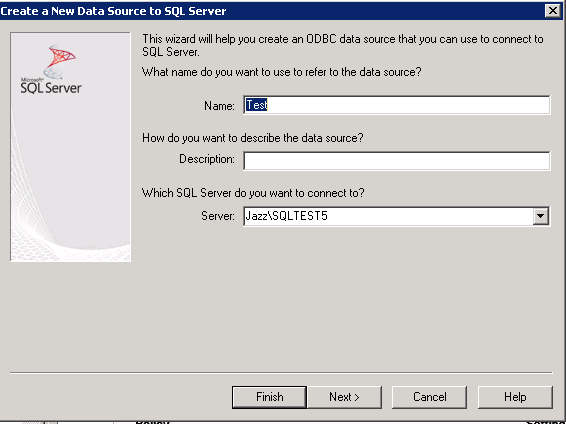 Create a New Data Source to SQL Server
This wizard will help you create an ODBC data source that you can use to connect to
SQL Server.
What name do you want to use to refer to the data source?
Microsoft
SQL Server
Name: Test
How do you want to describe the data source?
Description:
Which SQL Server do you want to connect to?
Server: Jazz\SQLTEST5
Finish Next > Cancel Help